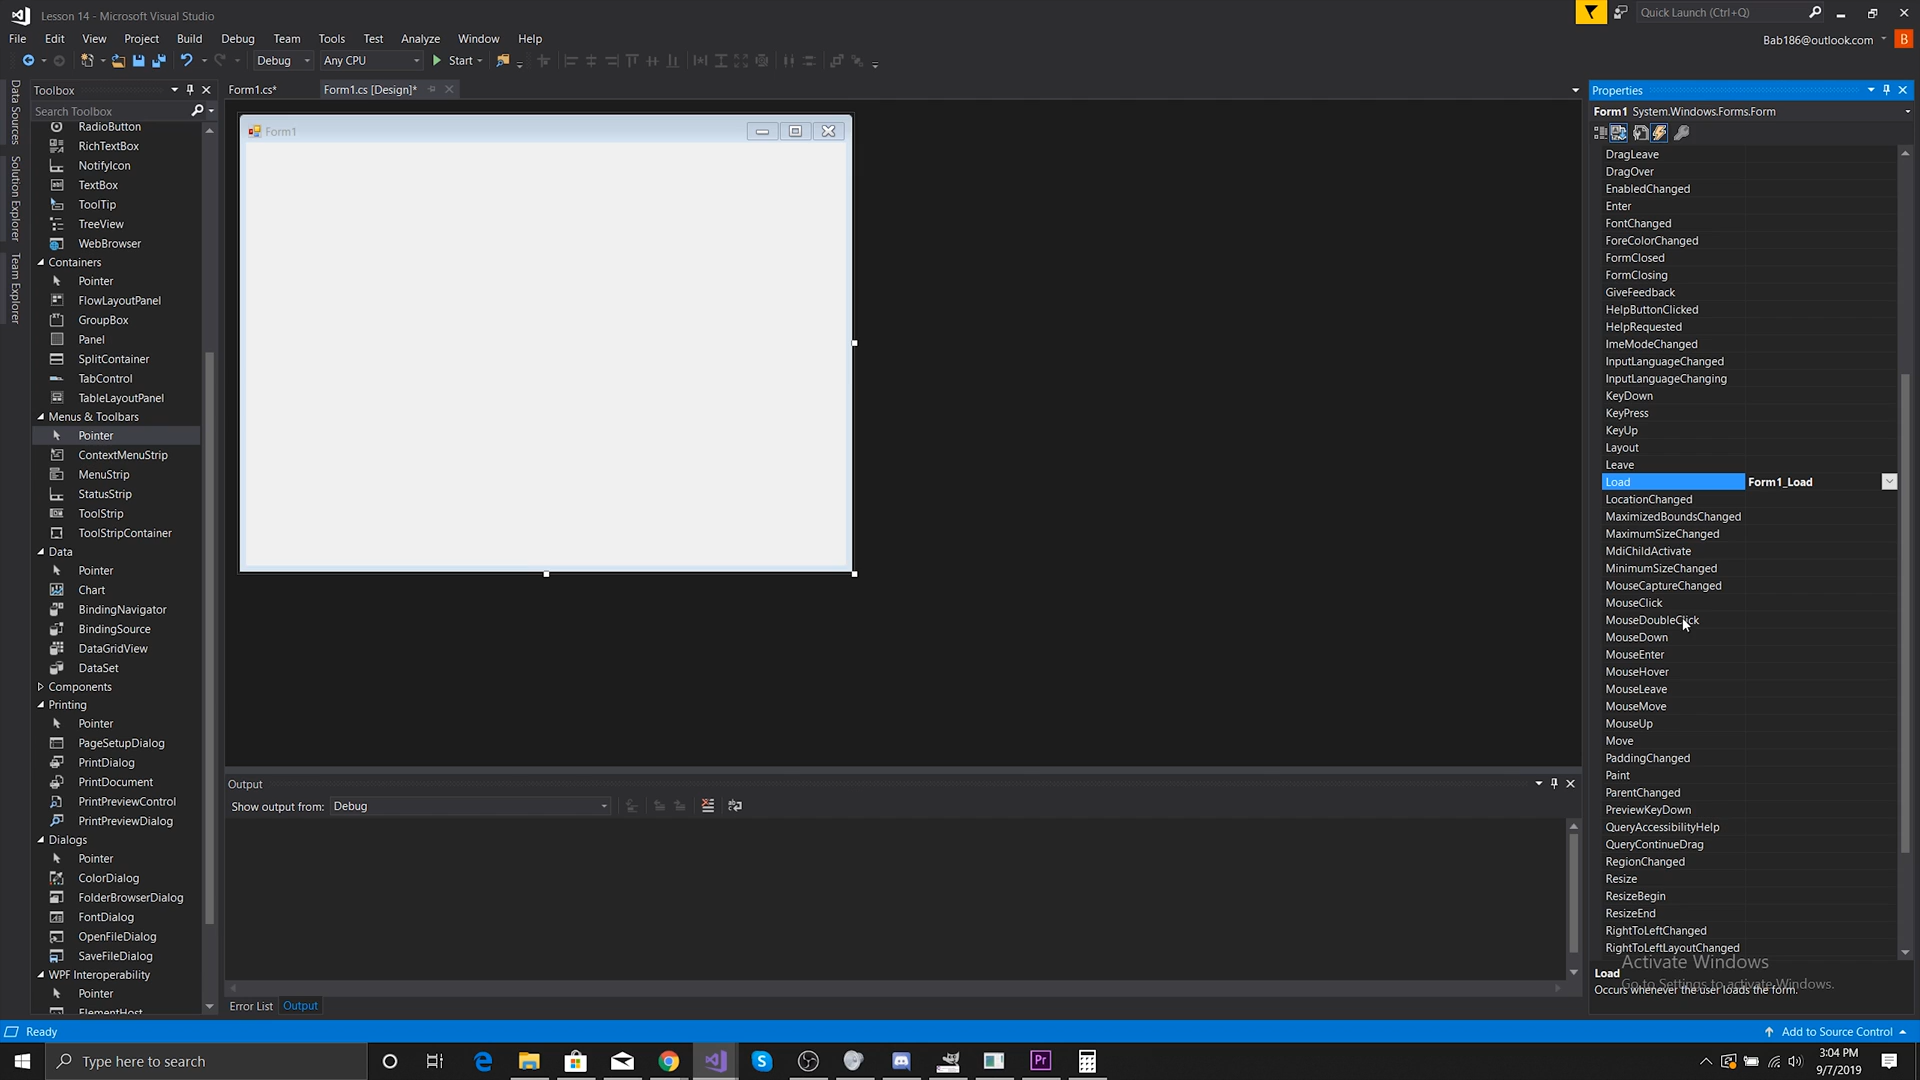 Lesson 14 - Microsoft Visual Studio
Quick Launch (Ctrl+Q)
File Edit View Project Build Debug Team Tools Test Analyze Window Help
Bab186@outlook.com B
Debug Any CPU Start
Data Sources
Solution Explorer
Team Explorer
Toolbox
Search Toolbox
RadioButton
RichTextBox
NotifyIcon
TextBox
ToolTip
TreeView
WebBrowser
Containers
Pointer
FlowLayoutPanel
GroupBox
Panel
SplitContainer
TabControl
TableLayoutPanel
Menus & Toolbars
Pointer
ContextMenuStrip
MenuStrip
StatusStrip
ToolStrip
ToolStripContainer
Data
Pointer
Chart
BindingNavigator
BindingSource
DataGridView
DataSet
Components
Printing
Pointer
PageSetupDialog
PrintDialog
PrintDocument
PrintPreviewControl
PrintPreviewDialog
Dialogs
Pointer
ColorDialog
FolderBrowserDialog
FontDialog
OpenFileDialog
SaveFileDialog
WPF Interoperability
Pointer
ElementHost
Form1.cs* Form1.cs [Design]*
Form1
Output
Show output from: Debug
Error List Output
Properties
Form1 System.Windows.Forms.Form
DragLeave
DragOver
EnabledChanged
Enter
FontChanged
ForeColorChanged
FormClosed
FormClosing
GiveFeedback
HelpButtonClicked
HelpRequested
ImeModeChanged
InputLanguageChanged
InputLanguageChanging
KeyDown
KeyPress
KeyUp
Layout
Leave
Load Form1_Load
LocationChanged
MaximizedBoundsChanged
MaximumSizeChanged
MdiChildActivate
MinimumSizeChanged
MouseCaptureChanged
MouseClick
MouseDoubleClick
MouseDown
MouseEnter
MouseHover
MouseLeave
MouseMove
MouseUp
Move
PaddingChanged
Paint
ParentChanged
PreviewKeyDown
QueryAccessibilityHelp
QueryContinueDrag
RegionChanged
Resize
ResizeBegin
ResizeEnd
RightToLeftChanged
RightToLeftLayoutChanged
Activate Windows
Load
Go to Settings to activate Windows.
Occurs whenever the user loads the form.
Ready
Add to Source Control
Type here to search
Pr
3:04 PM
9/7/2019